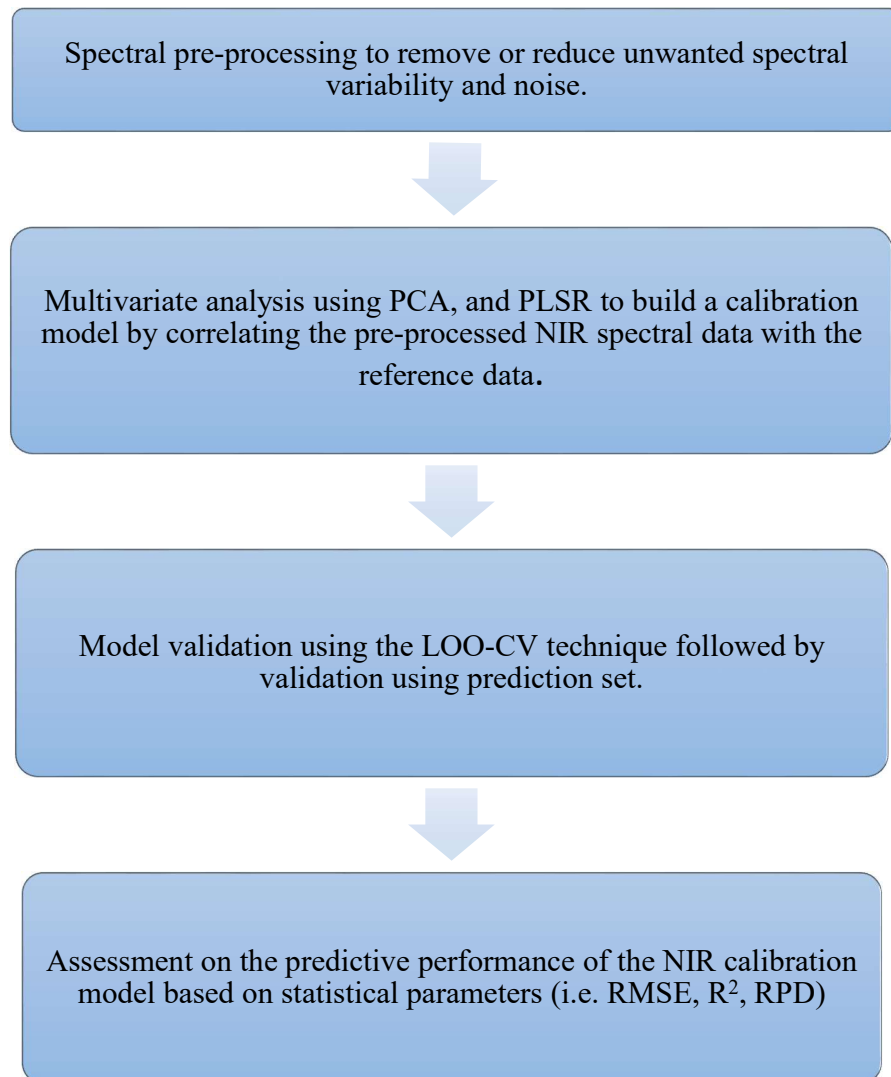 Spectral pre-processing to remove or reduce unwanted spectral
variability and noise.
Multivariate analysis using PCA, and PLSR to build a calibration
model by correlating the pre-processed NIR spectral data with the
reference data.
Model validation using the LOO-CV technique followed by
validation using prediction set.
Assessment on the predictive performance of the NIR calibration
model based on statistical parameters (i.e. RMSE, R², RPD)